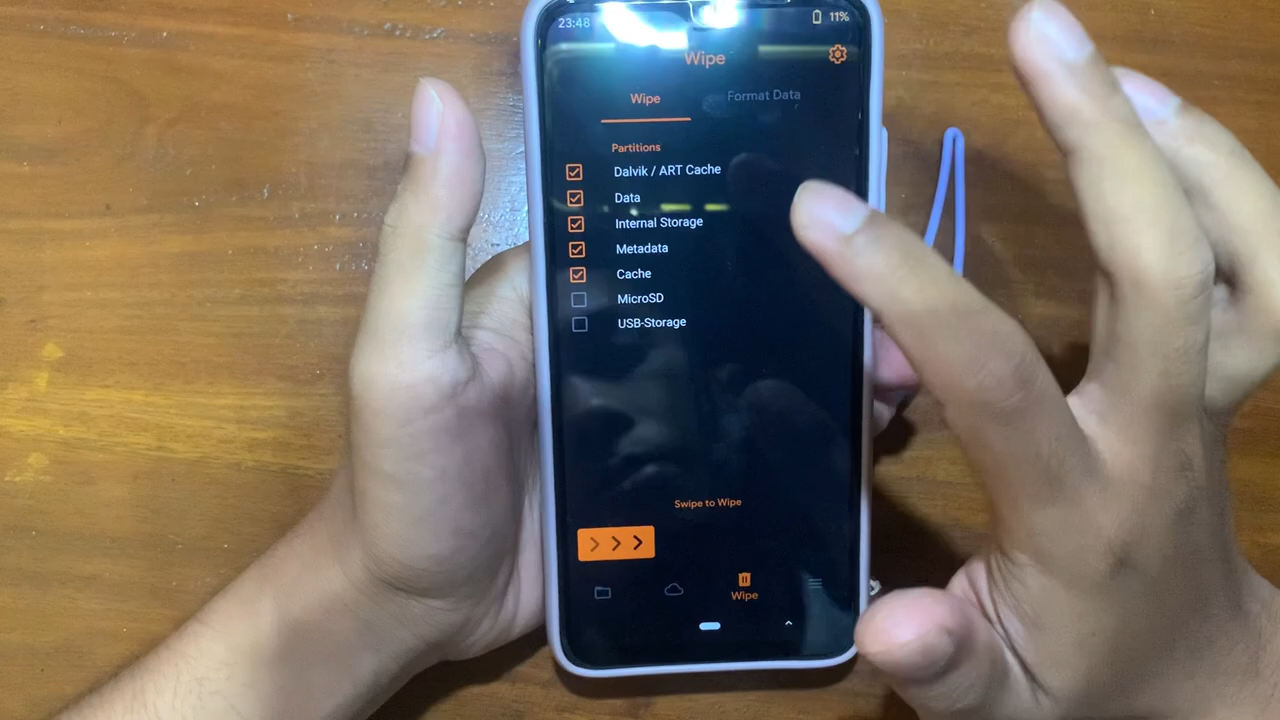 23:48
11%
Wipe
Wipe
Format Data
Partitions
Dalvik / ART Cache
Data
Internal Storage
Metadata
Cache
MicroSD
USB-Storage
Swipe to Wipe
Wipe